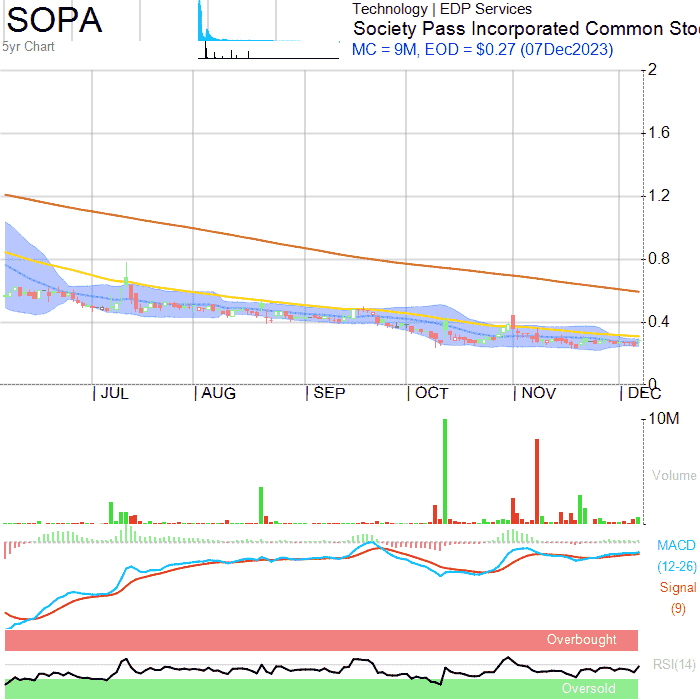 SOPA
5yr Chart
Technology | EDP Services
Society Pass Incorporated Common Sto
MC = 9M, EOD = $0.27 (07Dec2023)
2
1.6
1.2
0.8
0.4
0
JUL AUG SEP OCT NOV DEC
10M
Volume
MACD
(12-26)
Signal
(9)
Overbought
RSI(14)
Oversold